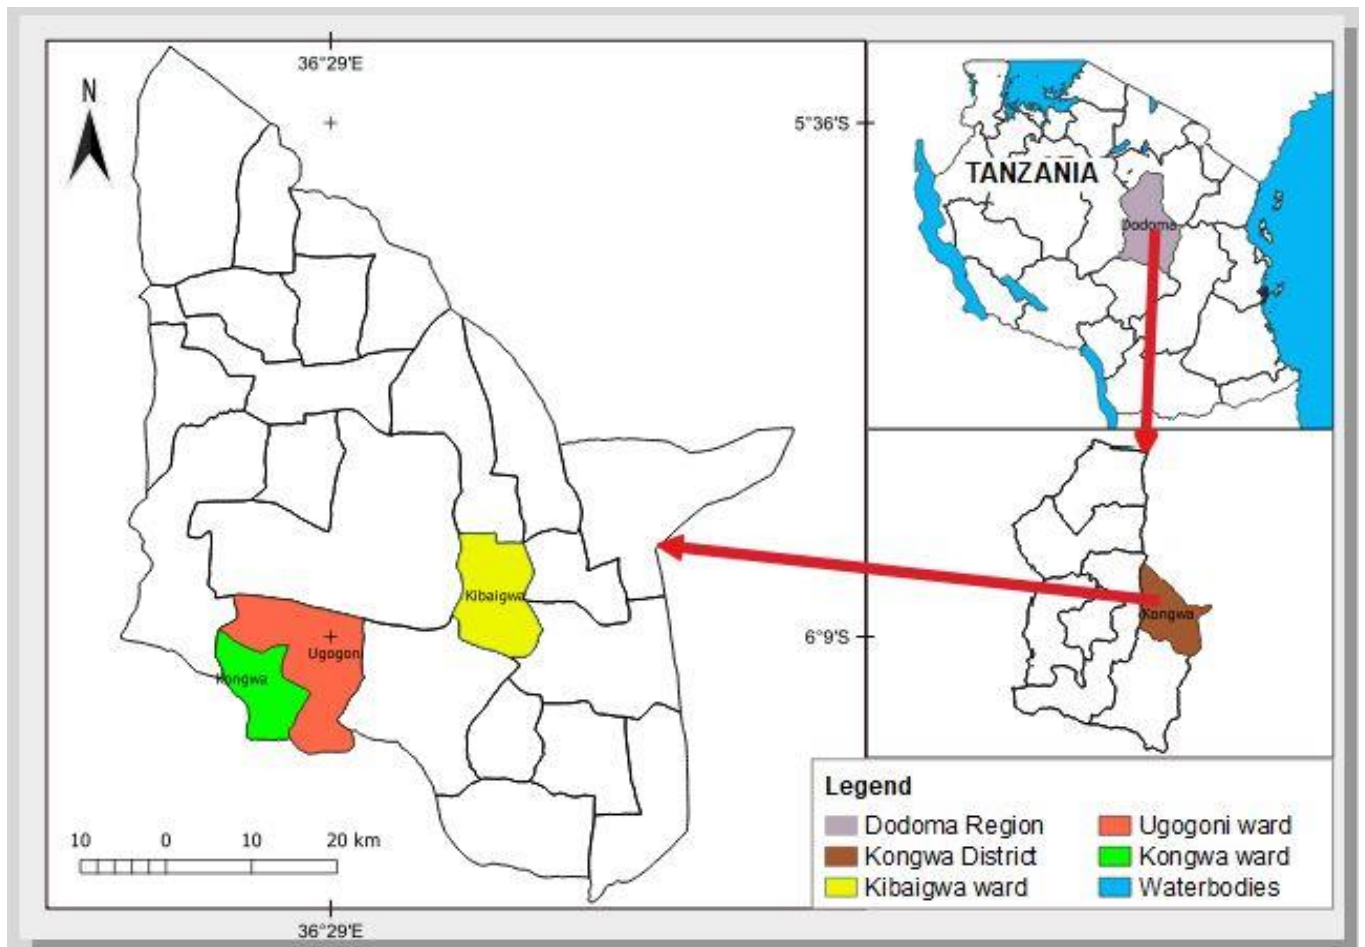 36°29'E
N
5°36'S
TANZANIA
Dodoma
Kibaigwa
Ugogoni
Kongwa
Kongwa
6°9'S
10 0 10 20 km
Legend
Dodoma Region
Kongwa District
Kibaigwa ward
Ugogoni ward
Kongwa ward
Waterbodies
36°29'E